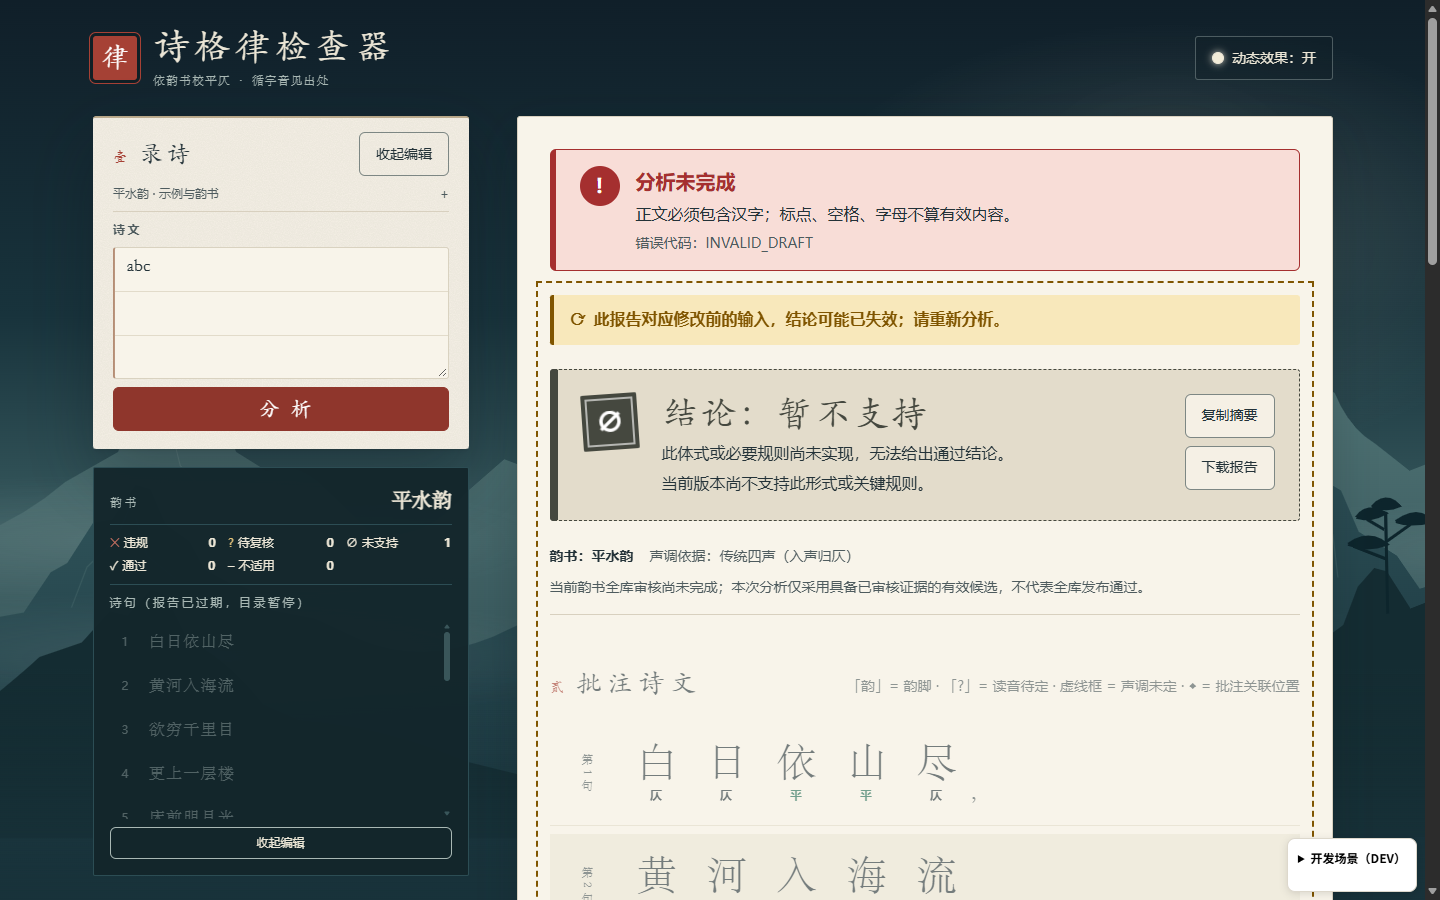 律
诗格律检查器
依韵书校平仄 · 循字音见出处
动态效果：开
壹 录诗
收起编辑
平水韵 · 示例与韵书 +
诗文
abc
分析
韵书 平水韵
✕ 违规 0 ? 待复核 0 ∅ 未支持 1
✓ 通过 0 – 不适用 0
诗句（报告已过期，目录暂停）
1 白日依山尽
2 黄河入海流
3 欲穷千里目
4 更上一层楼
5 床前明月光
收起编辑
! 分析未完成
正文必须包含汉字；标点、空格、字母不算有效内容。
错误代码：INVALID_DRAFT
⟳ 此报告对应修改前的输入，结论可能已失效；请重新分析。
∅ 结论：暂不支持
此体式或必要规则尚未实现，无法给出通过结论。
当前版本尚不支持此形式或关键规则。
复制摘要
下载报告
韵书：平水韵 声调依据：传统四声（入声归仄）
当前韵书全库审核尚未完成；本次分析仅采用具备已审核证据的有效候选，不代表全库发布通过。
贰 批注诗文
「韵」= 韵脚 · 「?」= 读音待定 · 虚线框 = 声调未定 · ◆ = 批注关联位置
第1句
白 日 依 山 尽
仄 仄 平 平 仄 ，
第2句
黄 河 入 海 流
▶ 开发场景（DEV）